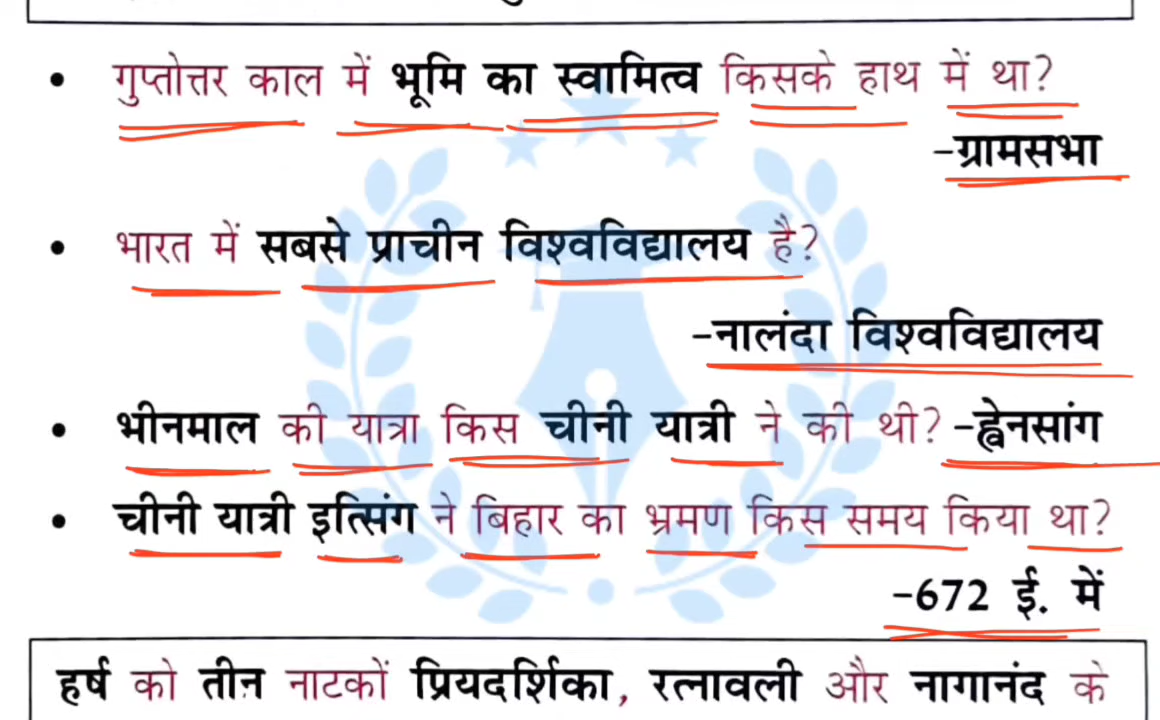 • गुप्तोत्तर काल में भूमि का स्वामित्व किसके हाथ में था?
-ग्रामसभा
• भारत में सबसे प्राचीन विश्वविद्यालय है?
-नालंदा विश्वविद्यालय
• भीनमाल की यात्रा किस चीनी यात्री ने की थी? -ह्वेनसांग
• चीनी यात्री इत्सिंग ने बिहार का भ्रमण किस समय किया था?
-672 ई. में
हर्ष को तीन नाटकों प्रियदर्शिका, रत्नावली और नागानंद के